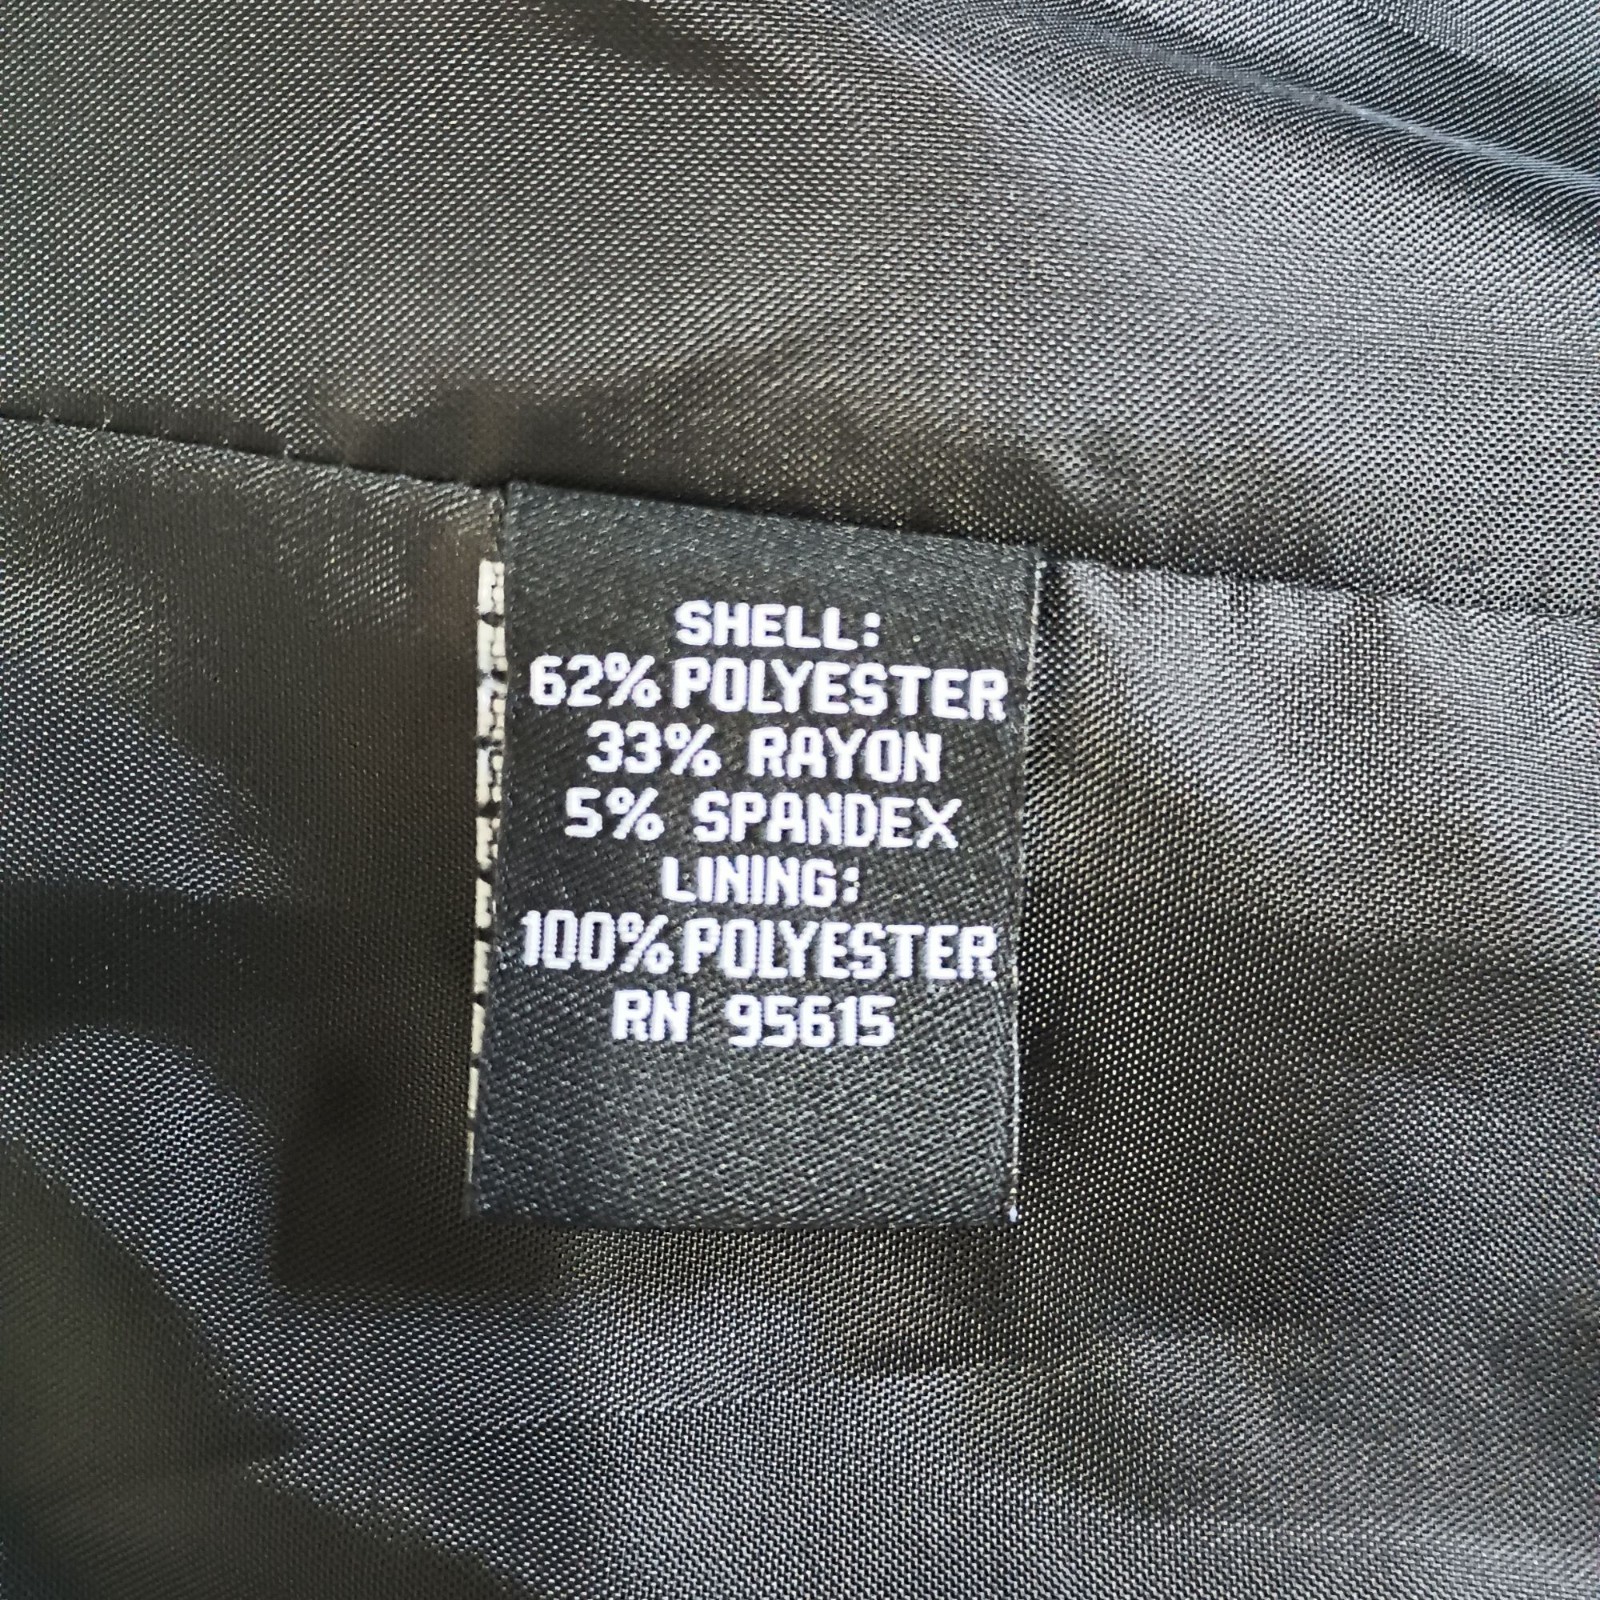 SHELL:
62% POLYESTER
33% RAYON
5% SPANDEX
LINING:
100% POLYESTER
RN 95615